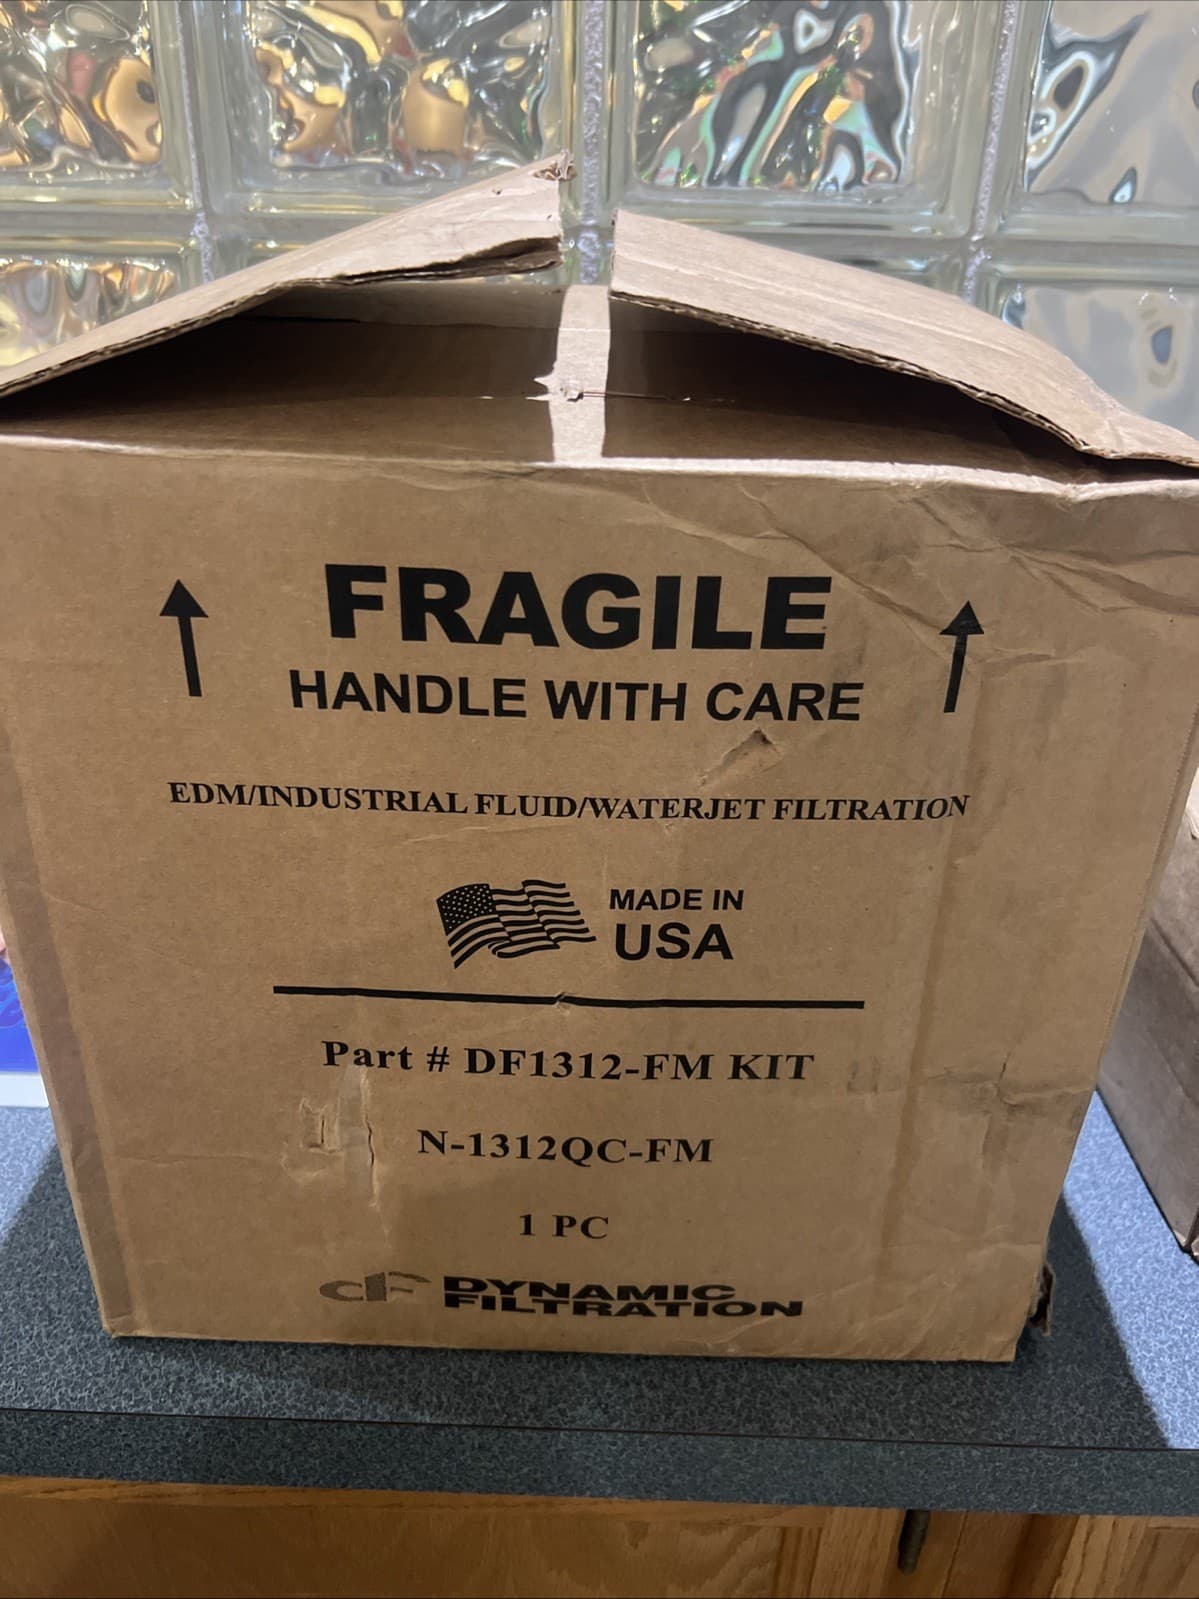 FRAGILE
HANDLE WITH CARE
EDM/INDUSTRIAL FLUID/WATERJET FILTRATION
MADE IN
USA
Part # DF1312-FM KIT
N-1312QC-FM
1 PC
dF DYNAMIC
FILTRATION